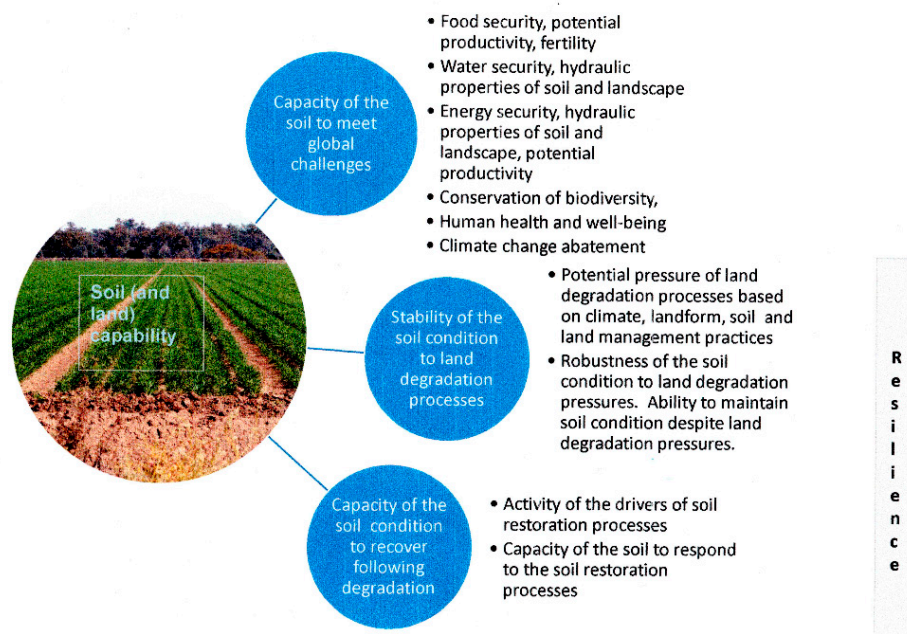 Capacity of the
soil to meet
global
challenges
• Food security, potential
productivity, fertility
• Water security, hydraulic
properties of soil and landscape
• Energy security, hydraulic
properties of soil and
landscape, potential
productivity
• Conservation of biodiversity,
• Human health and well-being
• Climate change abatement
Soil (and
land)
capability
Stability of the
soil condition
to land
degradation
processes
• Potential pressure of land
degradation processes based
on climate, landform, soil and
land management practices
• Robustness of the soil
condition to land degradation
pressures. Ability to maintain
soil condition despite land
degradation pressures.
Capacity of the
soil condition
to recover
following
degradation
• Activity of the drivers of soil
restoration processes
• Capacity of the soil to respond
to the soil restoration
processes
Resilience